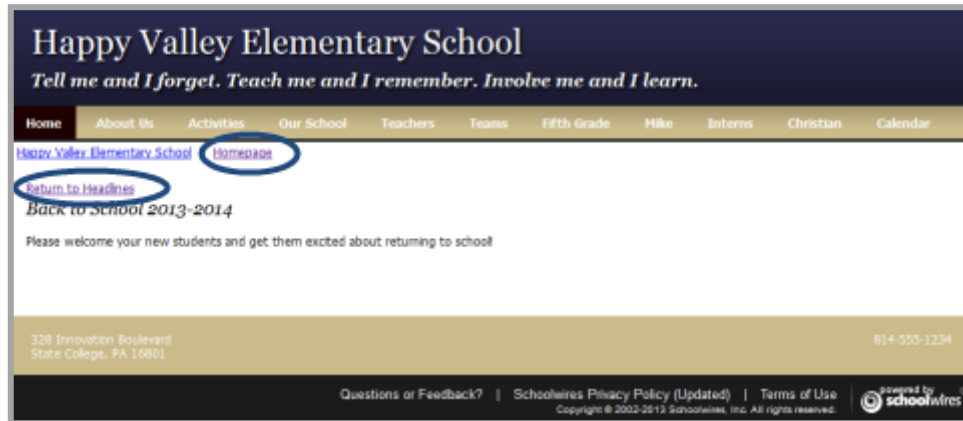 Happy Valley Elementary School
Tell me and I forget. Teach me and I remember. Involve me and I learn.
Home About Us Activities Our School Teachers Teams Fifth Grade Mike Interns Christian Calendar
Happy Valley Elementary School Homepage
Return to Headlines
Back to School 2013-2014
Please welcome your new students and get them excited about returning to school!
328 Innovation Boulevard 814-555-1234
State College, PA 16801
Questions or Feedback? | Schoolwires Privacy Policy (Updated) | Terms of Use powered by
Copyright © 2002-2013 Schoolwires, Inc. All rights reserved. schoolwires